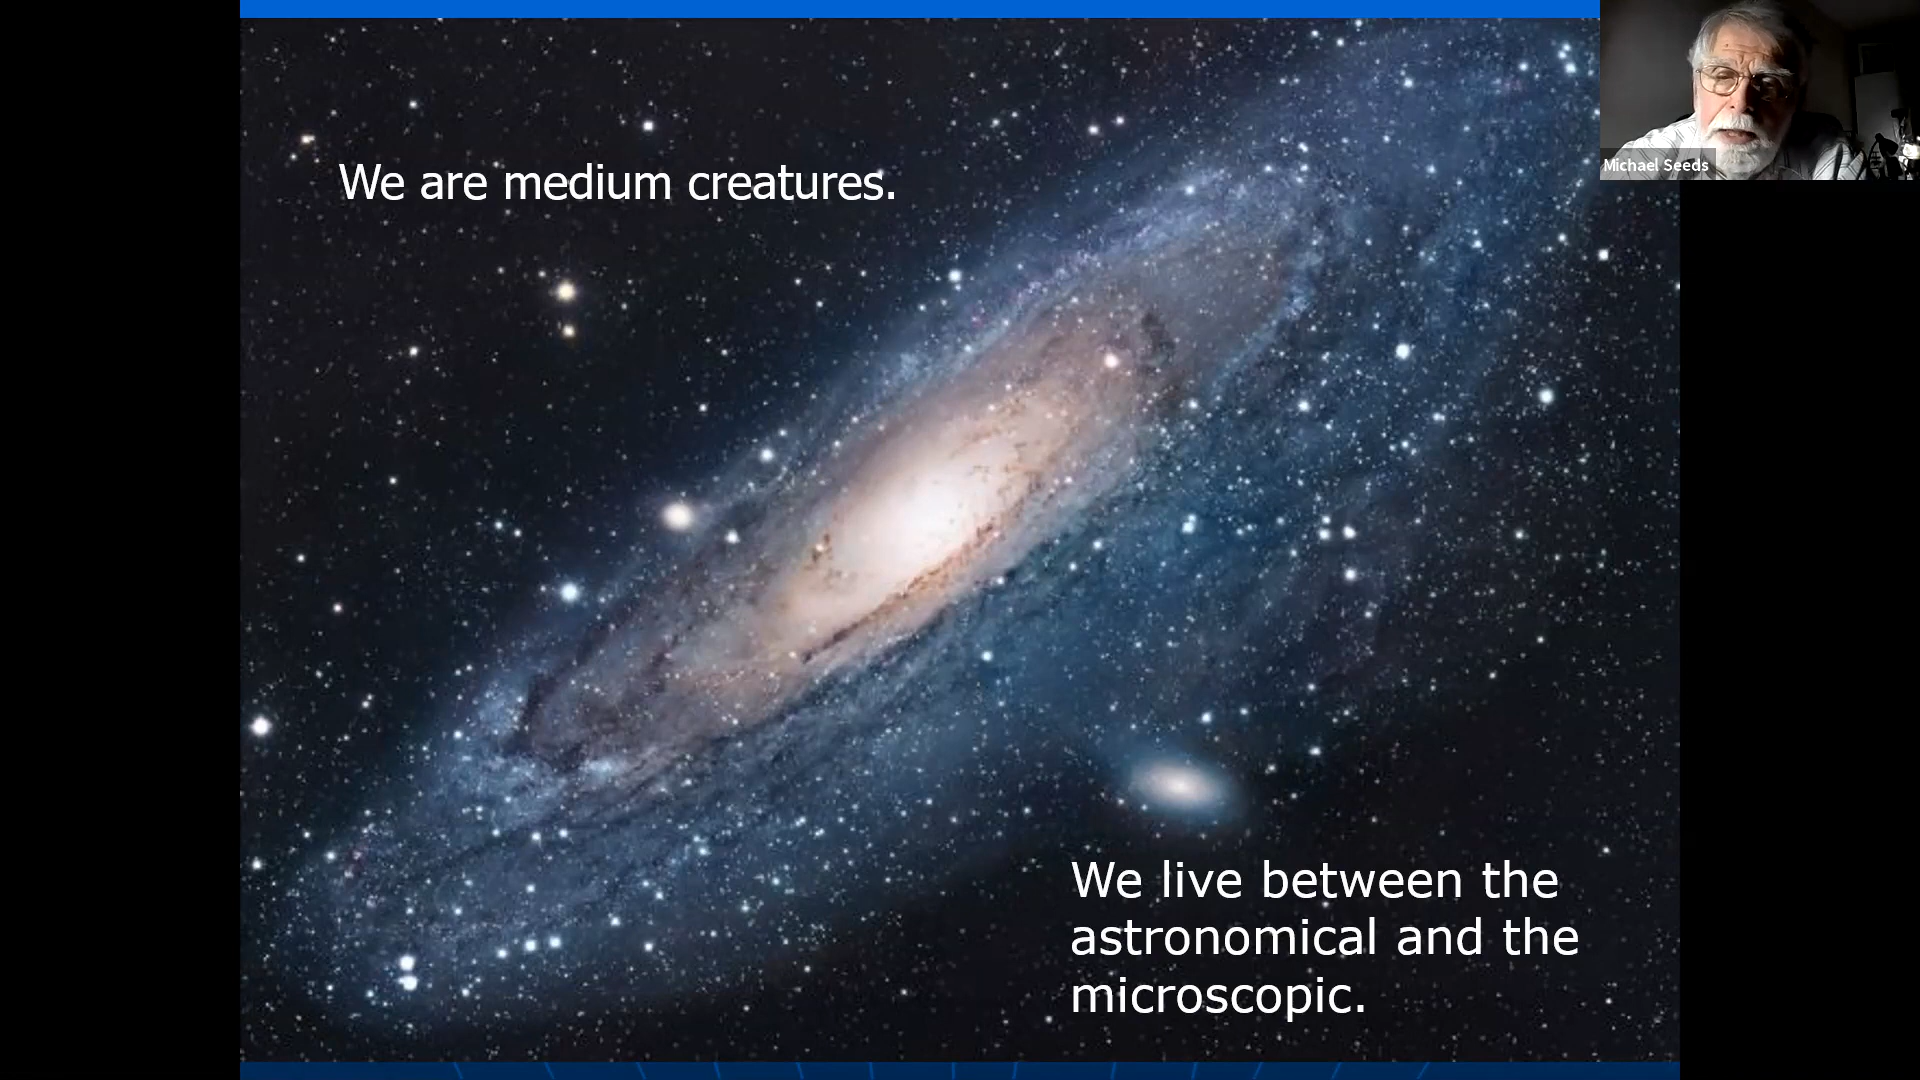 We are medium creatures.
Michael Seeds
We live between the
astronomical and the
microscopic.